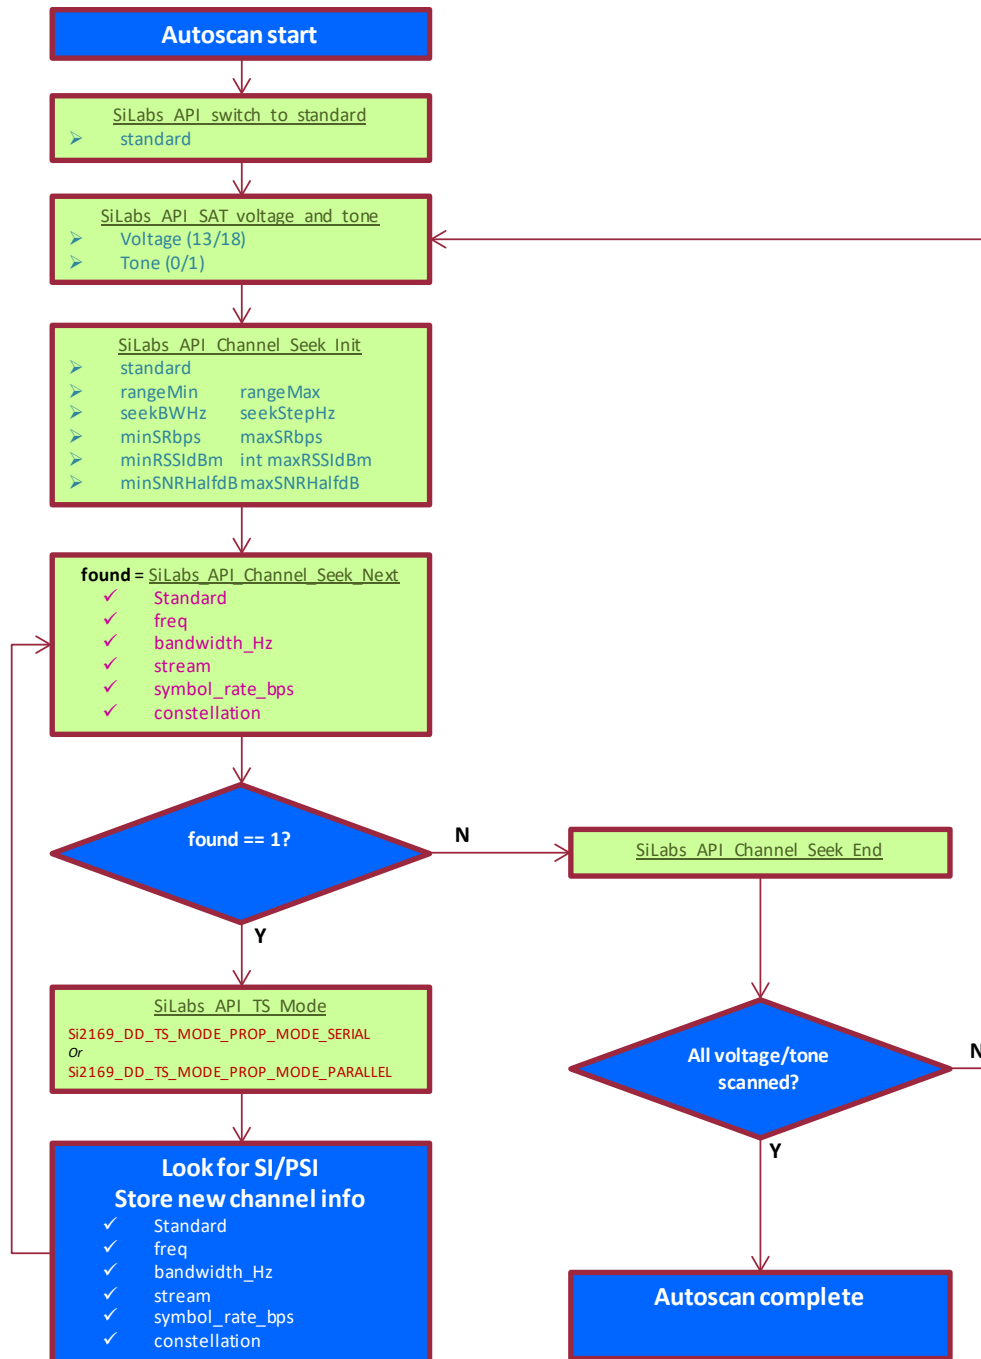 Autoscan start
SiLabs_API_switch_to_standard
➢ standard
SiLabs_API_SAT_voltage_and_tone
➢ Voltage (13/18)
➢ Tone (0/1)
SiLabs_API_Channel_Seek_Init
➢ standard
➢ rangeMin rangeMax
➢ seekBWHz seekStepHz
➢ minSRbps maxSRbps
➢ minRSSIdBm int maxRSSIdBm
➢ minSNRHalfdB maxSNRHalfdB
found = SiLabs_API_Channel_Seek_Next
✓ Standard
✓ freq
✓ bandwidth_Hz
✓ stream
✓ symbol_rate_bps
✓ constellation
found == 1?
N
SiLabs_API_Channel_Seek_End
Y
SiLabs_API_TS_Mode
Si2169_DD_TS_MODE_PROP_MODE_SERIAL
Or
Si2169_DD_TS_MODE_PROP_MODE_PARALLEL
All voltage/tone
scanned?
N
Y
Look for SI/PSI
Store new channel info
✓ Standard
✓ freq
✓ bandwidth_Hz
✓ stream
✓ symbol_rate_bps
✓ constellation
Autoscan complete